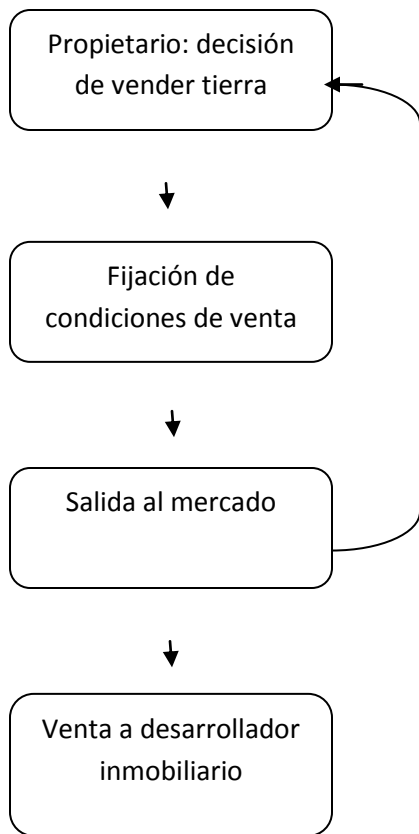 Propietario: decisión
de vender tierra
Fijación de
condiciones de venta
Salida al mercado
Venta a desarrollador
inmobiliario